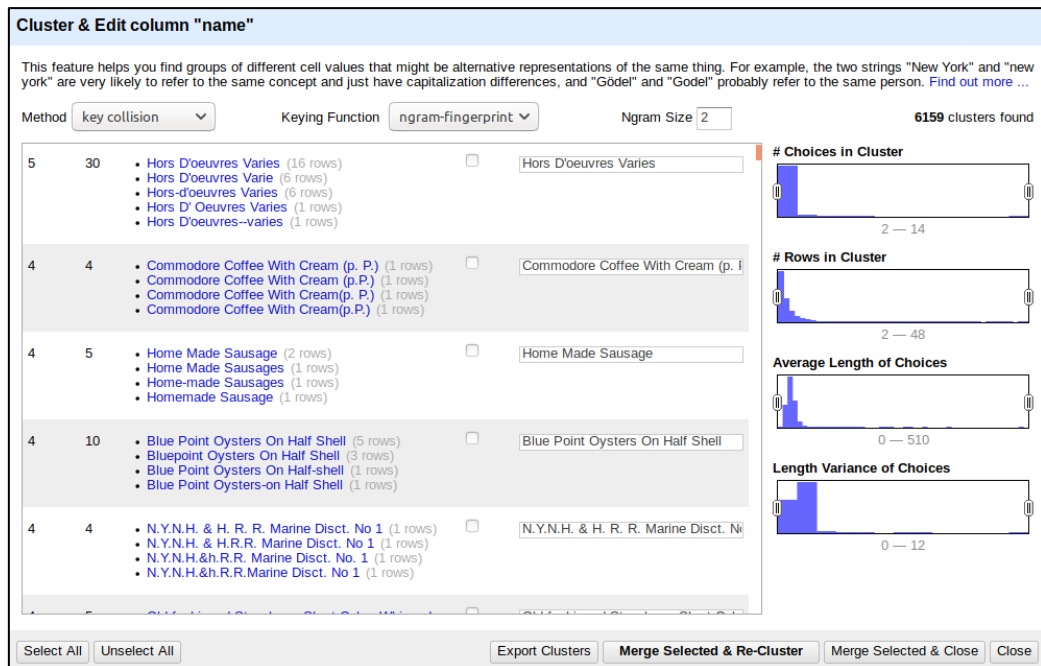 Cluster & Edit column "name"
This feature helps you find groups of different cell values that might be alternative representations of the same thing. For example, the two strings "New York" and "new
york" are very likely to refer to the same concept and just have capitalization differences, and "Gödel" and "Godel" probably refer to the same person. Find out more ...
Method key collision Keying Function ngram-fingerprint Ngram Size 2 6159 clusters found
5 30 • Hors D'oeuvres Varies (16 rows) Hors D'oeuvres Varies
• Hors D'oeuvres Varie (6 rows)
• Hors-d'oeuvres Varies (6 rows)
• Hors D' Oeuvres Varies (1 rows)
• Hors D'oeuvres--varies (1 rows)
4 4 • Commodore Coffee With Cream (p. P.) (1 rows) Commodore Coffee With Cream (p.
• Commodore Coffee With Cream (p.P.) (1 rows)
• Commodore Coffee With Cream(p. P.) (1 rows)
• Commodore Coffee With Cream(p.P.) (1 rows)
4 5 • Home Made Sausage (2 rows) Home Made Sausage
• Home Made Sausages (1 rows)
• Home-made Sausages (1 rows)
• Homemade Sausage (1 rows)
4 10 • Blue Point Oysters On Half Shell (5 rows) Blue Point Oysters On Half Shell
• Bluepoint Oysters On Half Shell (3 rows)
• Blue Point Oysters On Half-shell (1 rows)
• Blue Point Oysters-on Half Shell (1 rows)
4 4 • N.Y.N.H. & H. R. R. Marine Disct. No 1 (1 rows) N.Y.N.H. & H. R. R. Marine Disct.
• N.Y.N.H. & H.R.R. Marine Disct. No 1 (1 rows)
• N.Y.N.H.&h.R.R. Marine Disct. No. 1 (1 rows)
• N.Y.N.H.&h.R.R.Marine Disct. No 1 (1 rows)
# Choices in Cluster
2 — 14
# Rows in Cluster
2 — 48
Average Length of Choices
0 — 510
Length Variance of Choices
0 — 12
Select All Unselect All Export Clusters Merge Selected & Re-Cluster Merge Selected & Close Close